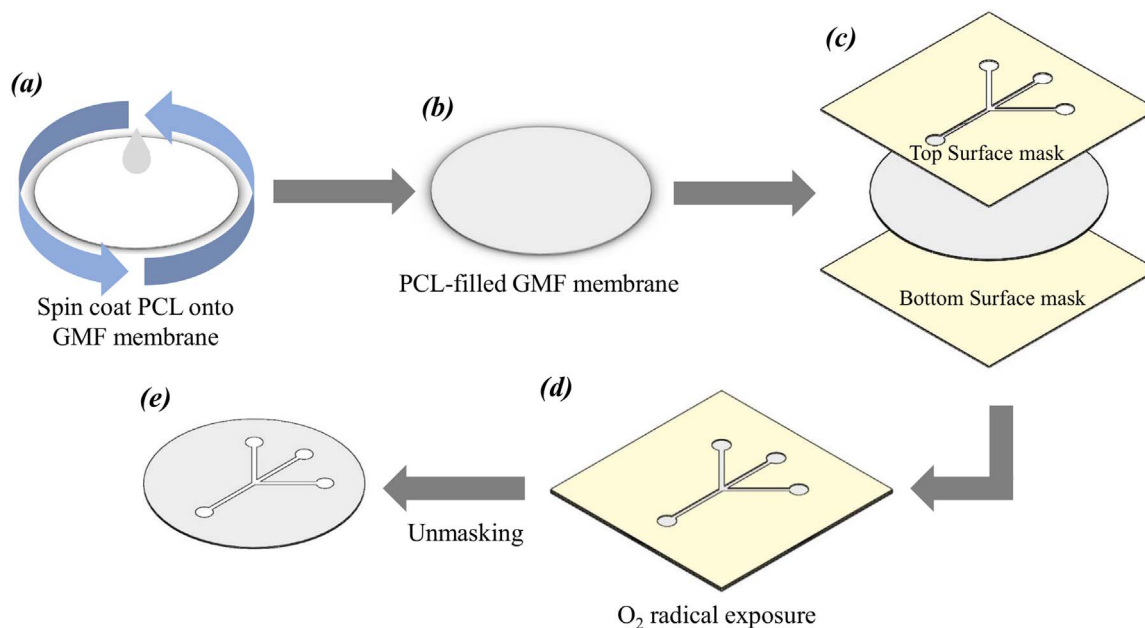 (a)
Spin coat PCL onto
GMF membrane
(b)
PCL-filled GMF membrane
(c)
Top Surface mask
Bottom Surface mask
(d)
O₂ radical exposure
Unmasking
(e)